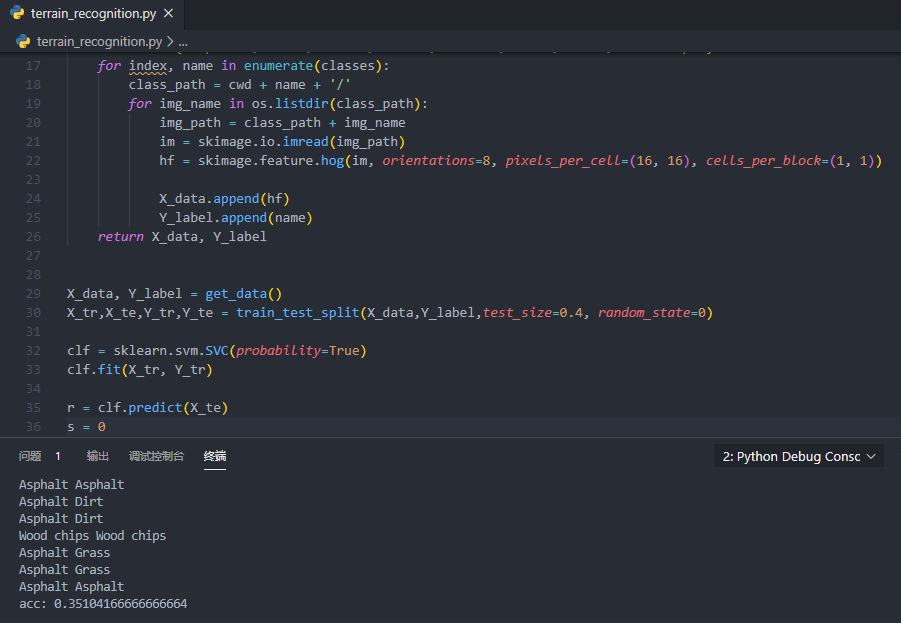 terrain_recognition.py ×
terrain_recognition.py > ...
17 for index, name in enumerate(classes):
18 class_path = cwd + name + '/'
19 for img_name in os.listdir(class_path):
20 img_path = class_path + img_name
21 im = skimage.io.imread(img_path)
22 hf = skimage.feature.hog(im, orientations=8, pixels_per_cell=(16, 16), cells_per_block=(1, 1))
23
24 X_data.append(hf)
25 Y_label.append(name)
26 return X_data, Y_label
27
28
29 X_data, Y_label = get_data()
30 X_tr,X_te,Y_tr,Y_te = train_test_split(X_data,Y_label,test_size=0.4, random_state=0)
31
32 clf = sklearn.svm.SVC(probability=True)
33 clf.fit(X_tr, Y_tr)
34
35 r = clf.predict(X_te)
36 s = 0
问题 1 输出 调试控制台 终端 2: Python Debug Consc
Asphalt Asphalt
Asphalt Dirt
Asphalt Dirt
Wood chips Wood chips
Asphalt Grass
Asphalt Grass
Asphalt Asphalt
acc: 0.35104166666666664